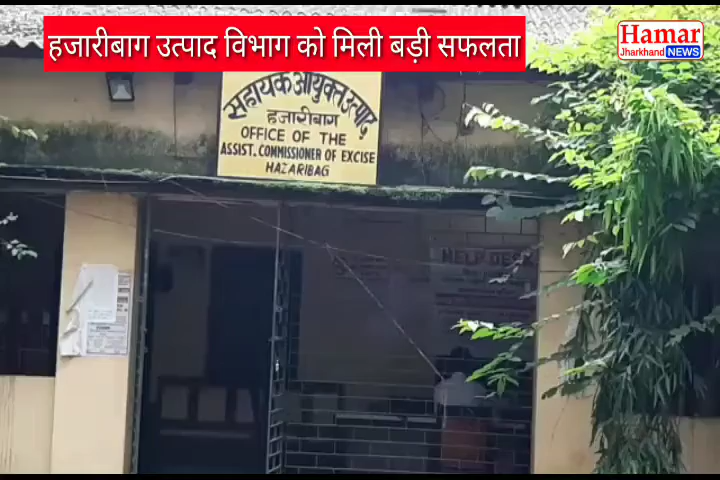 हजारीबाग उत्पाद विभाग को मिली बड़ी सफलता
Hamar
Jharkhand NEWS
सहायक आयुक्त उत्पाद
हजारीबाग
OFFICE OF THE
ASSIST. COMMISSIONER OF EXCISE
HAZARIBAG
HELP DESK